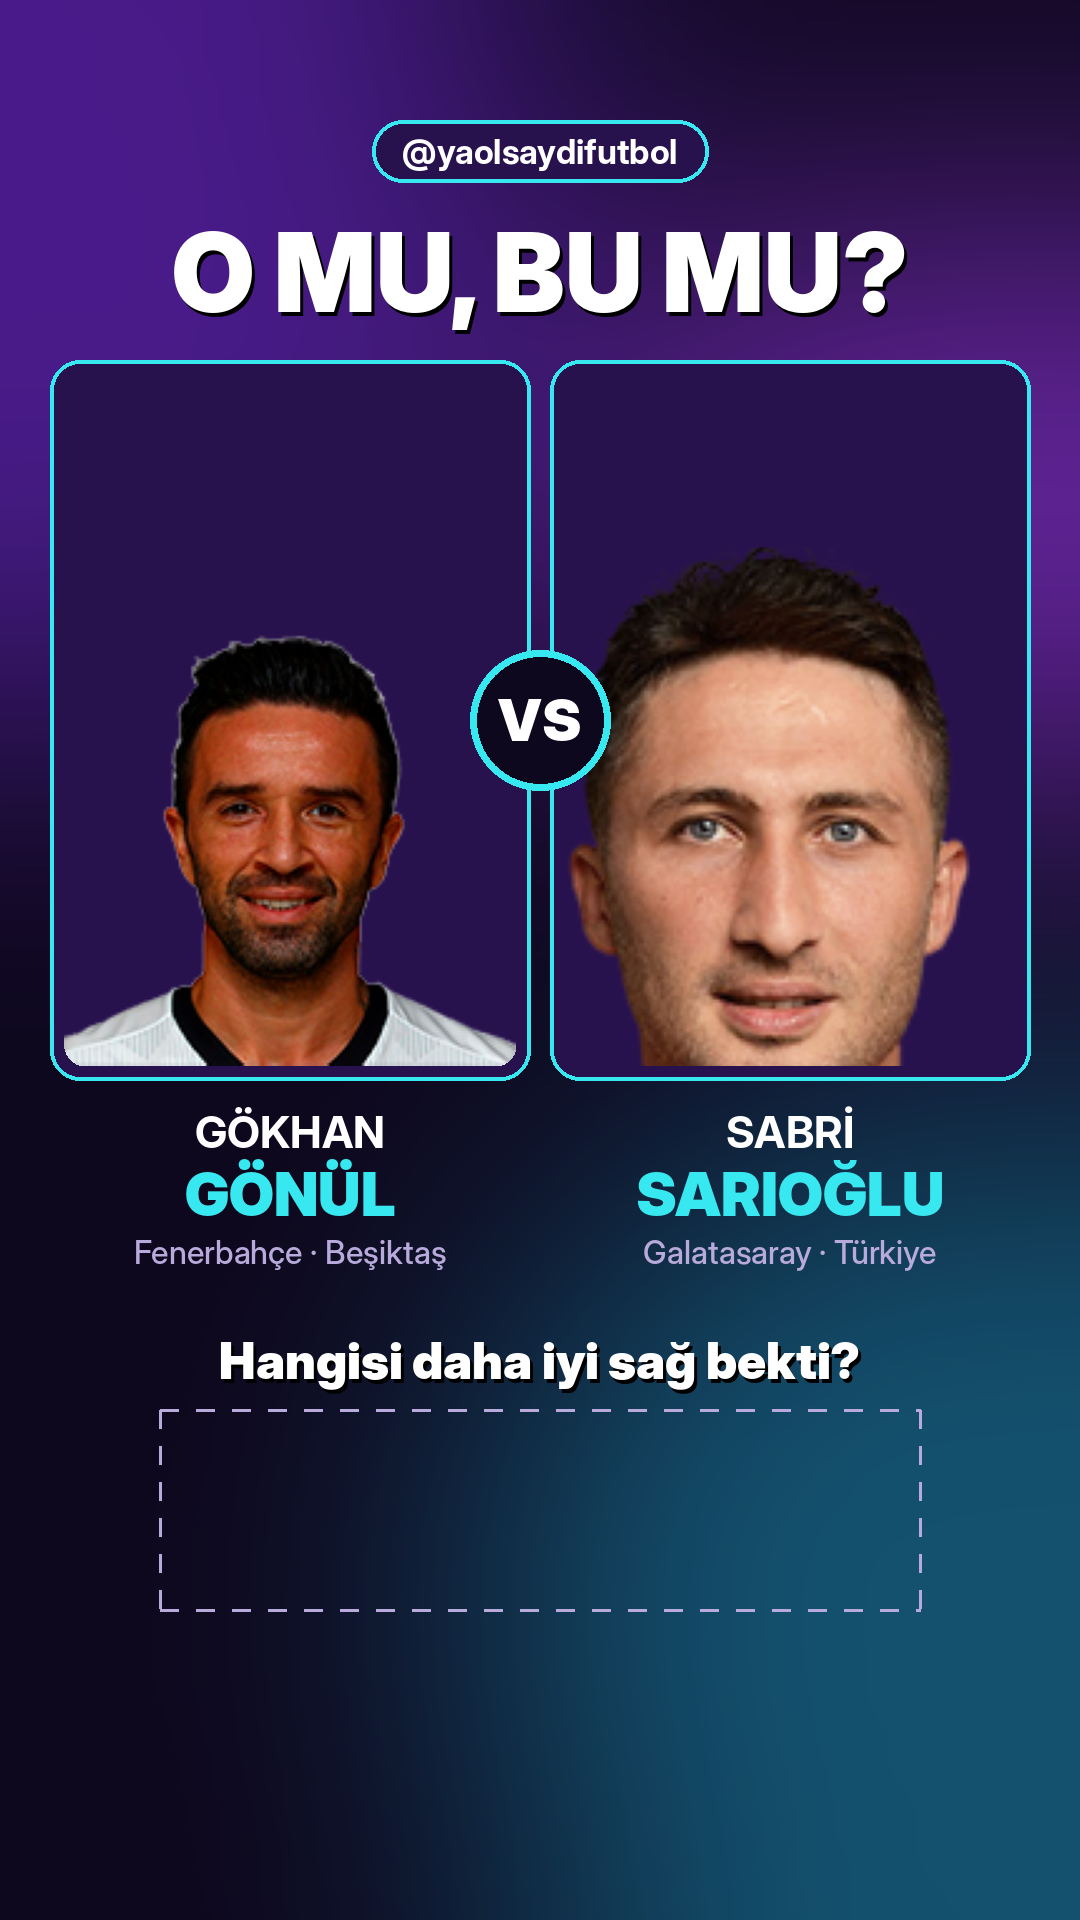 @yaolsaydifutbol
O MU, BU MU?
VS
GÖKHAN
GÖNÜL
Fenerbahçe · Beşiktaş
SABRİ
SARIOĞLU
Galatasaray · Türkiye
Hangisi daha iyi sağ bekti?